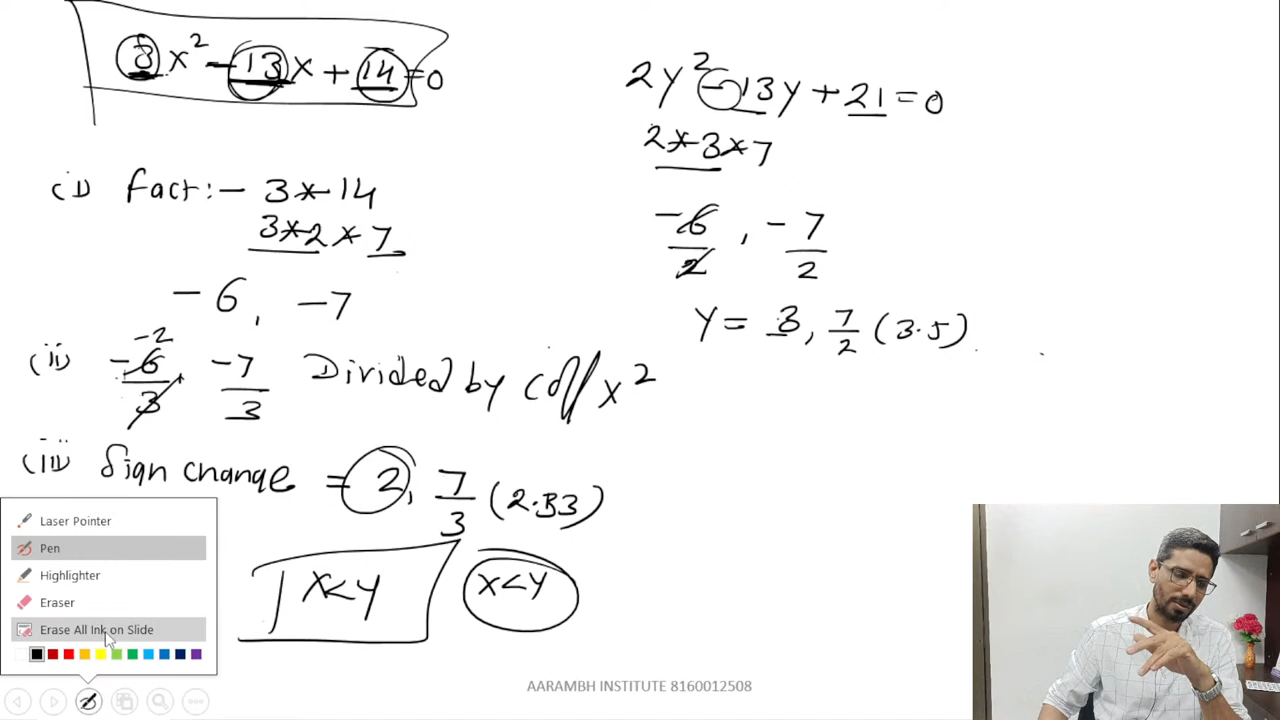 3x² - 13x + 14 = 0
(i) Fact:- 3*14
3*2*7
-6, -7
-2
(ii) -6/3 -7/3 Divided by coff x²
(iii) Sign change = 2, 7/3 (2.33)
x<y x<y
2y² - 13y + 21 = 0
2*3*7
-6/2, -7/2
y = 3, 7/2 (3.5)
Laser Pointer
Pen
Highlighter
Eraser
Erase All Ink on Slide
AARAMBH INSTITUTE 8160012508